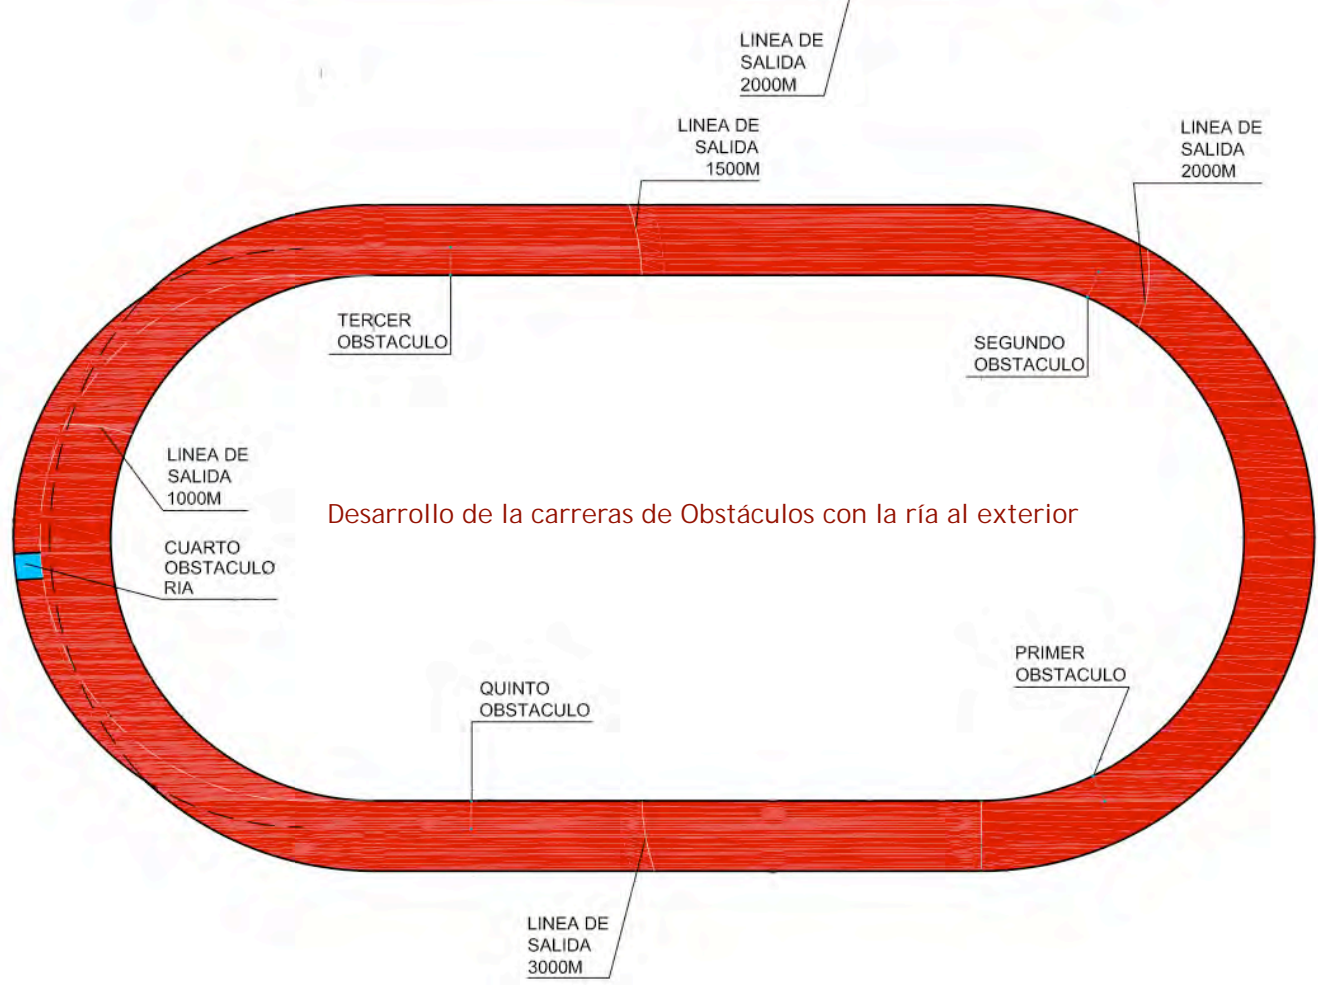 LINEA DE
SALIDA
2000M
LINEA DE
SALIDA
1500M
LINEA DE
SALIDA
2000M
TERCER
OBSTACULO
SEGUNDO
OBSTACULO
LINEA DE
SALIDA
1000M
Desarrollo de la carreras de Obstáculos con la ría al exterior
CUARTO
OBSTACULO
RIA
PRIMER
OBSTACULO
QUINTO
OBSTACULO
LINEA DE
SALIDA
3000M